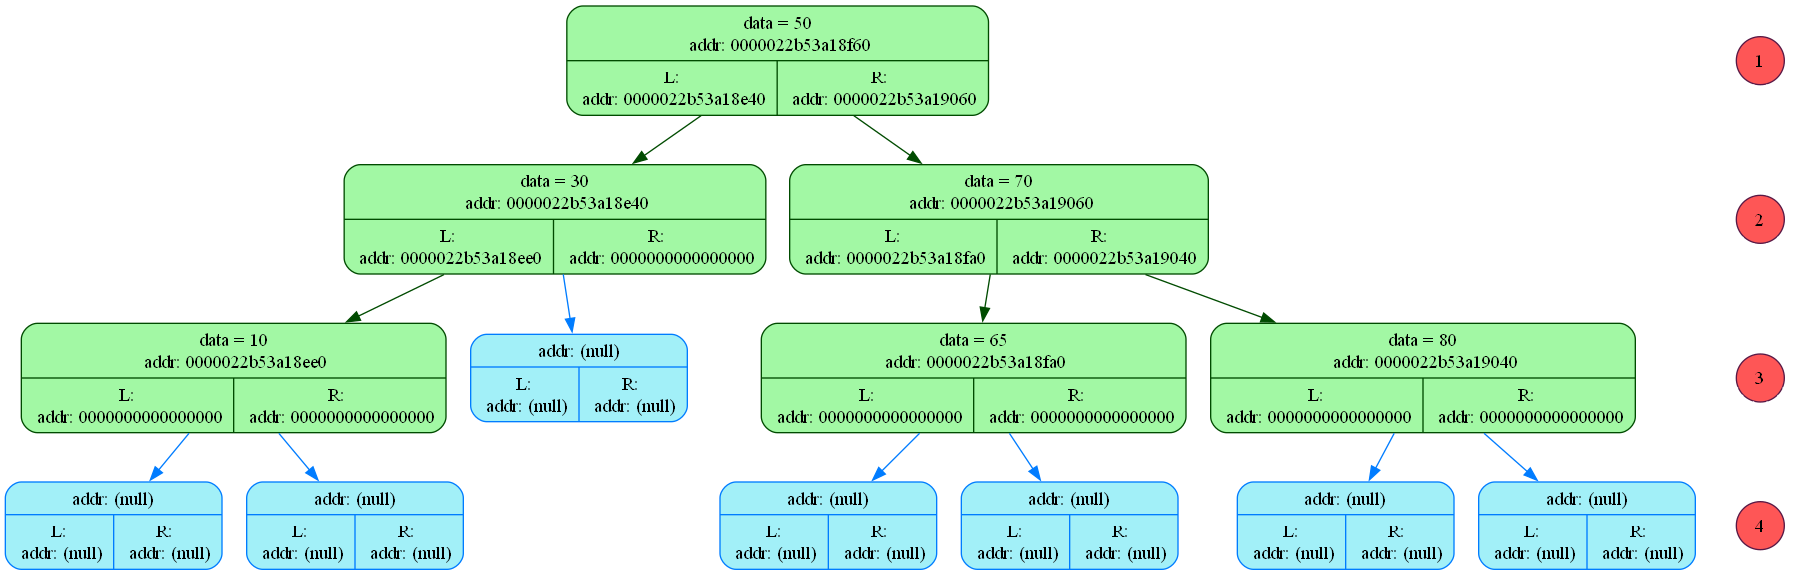 data = 50
addr: 0000022b53a18f60
L:
addr: 0000022b53a18e40
R:
addr: 0000022b53a19060
1
data = 30
addr: 0000022b53a18e40
L:
addr: 0000022b53a18ee0
R:
addr: 0000000000000000
data = 70
addr: 0000022b53a19060
L:
addr: 0000022b53a18fa0
R:
addr: 0000022b53a19040
2
data = 10
addr: 0000022b53a18ee0
L:
addr: 0000000000000000
R:
addr: 0000000000000000
addr: (null)
L:
addr: (null)
R:
addr: (null)
data = 65
addr: 0000022b53a18fa0
L:
addr: 0000000000000000
R:
addr: 0000000000000000
data = 80
addr: 0000022b53a19040
L:
addr: 0000000000000000
R:
addr: 0000000000000000
3
addr: (null)
L:
addr: (null)
R:
addr: (null)
addr: (null)
L:
addr: (null)
R:
addr: (null)
addr: (null)
L:
addr: (null)
R:
addr: (null)
addr: (null)
L:
addr: (null)
R:
addr: (null)
addr: (null)
L:
addr: (null)
R:
addr: (null)
addr: (null)
L:
addr: (null)
R:
addr: (null)
4